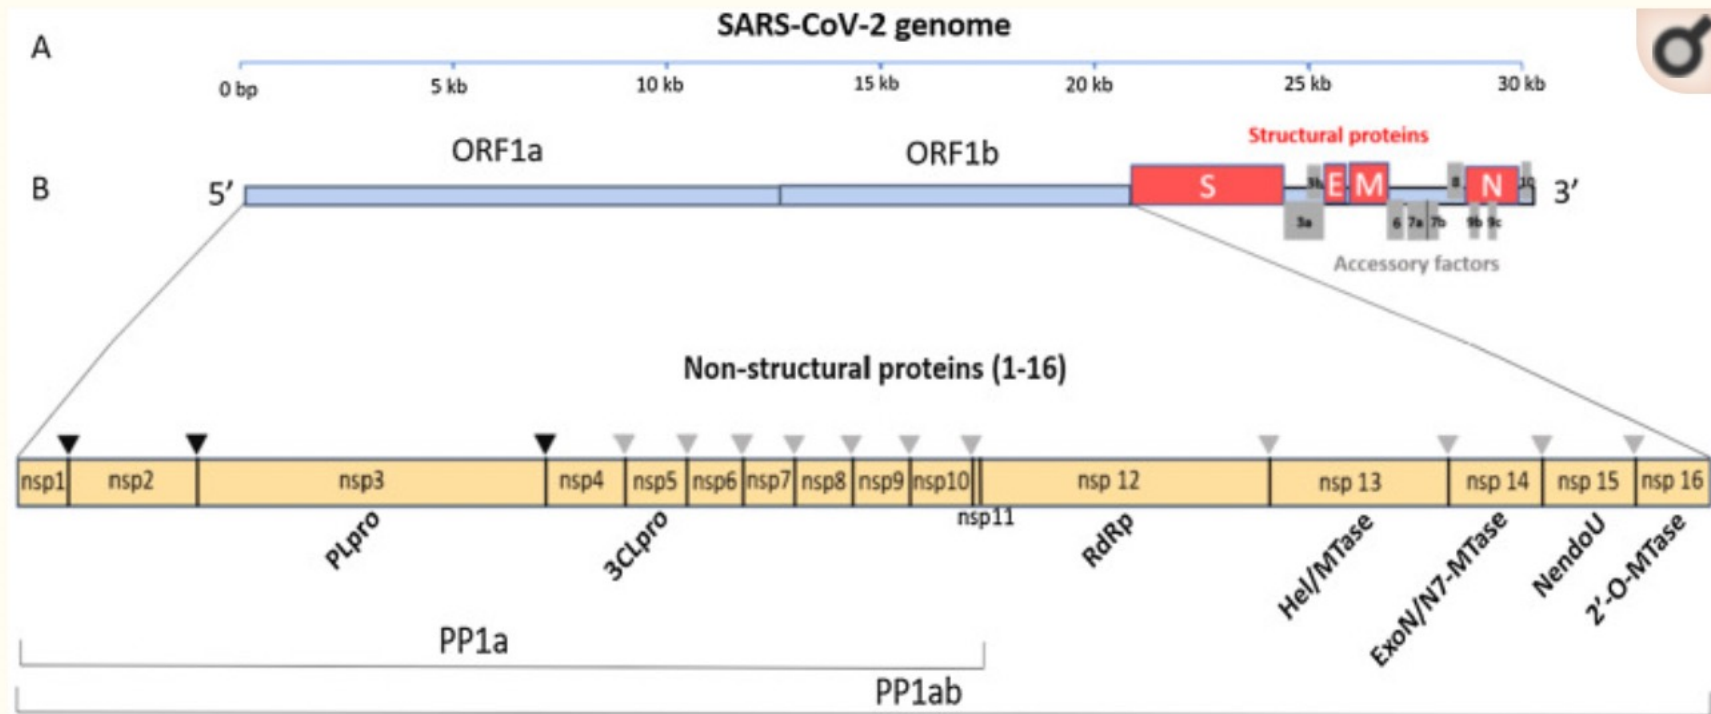 SARS-CoV-2 genome
A
0 bp 5 kb 10 kb 15 kb 20 kb 25 kb 30 kb
Structural proteins
ORF1a ORF1b
B 5’ S 3b E M 8 N 10 3’
3a 6 7a 7b 9b 9c
Accessory factors
Non-structural proteins (1-16)
nsp1 nsp2 nsp3 nsp4 nsp5 nsp6 nsp7 nsp8 nsp9 nsp10 nsp 12 nsp 13 nsp 14 nsp 15 nsp 16
nsp11
PLpro 3CLpro RdRp Hel/MTase ExoN/N7-MTase NendoU 2’-O-MTase
PP1a
PP1ab